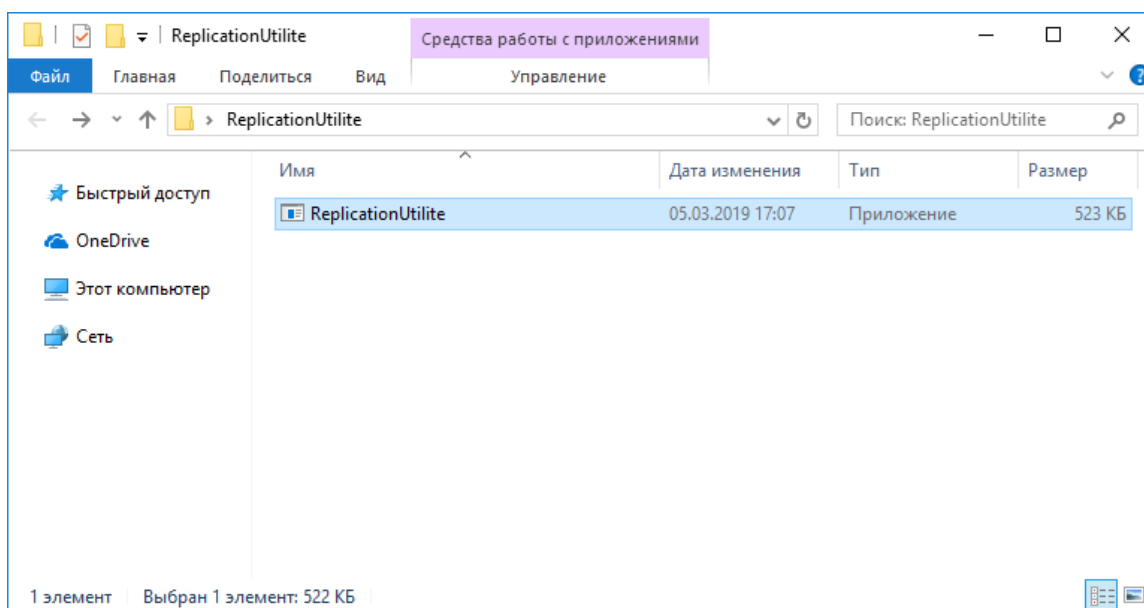 ReplicationUtilite
Средства работы с приложениями
Файл Главная Поделиться Вид Управление
ReplicationUtilite
Поиск: ReplicationUtilite
Имя Дата изменения Тип Размер
Быстрый доступ
ReplicationUtilite 05.03.2019 17:07 Приложение 523 КБ
OneDrive
Этот компьютер
Сеть
1 элемент Выбран 1 элемент: 522 КБ